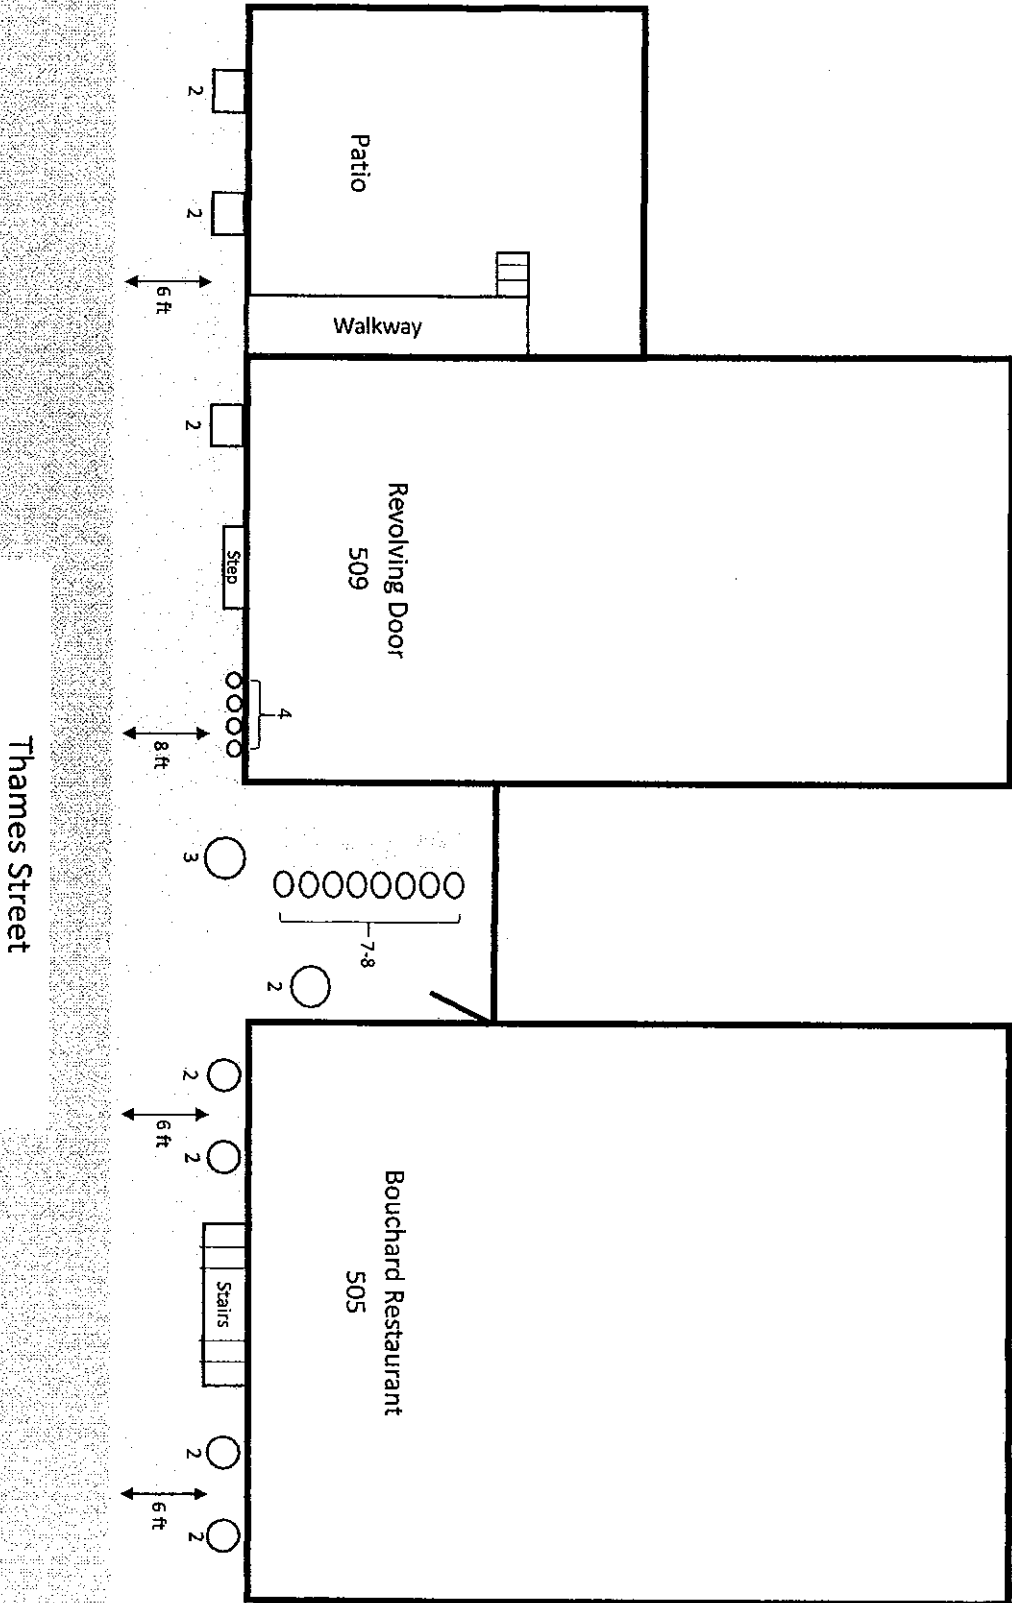 Patio
Walkway
2
2
6 ft
Revolving Door
509
2
Step
4
8 ft
3
7-8
2
Bouchard Restaurant
505
2
6 ft
2
Stairs
2
6 ft
2
Thames Street